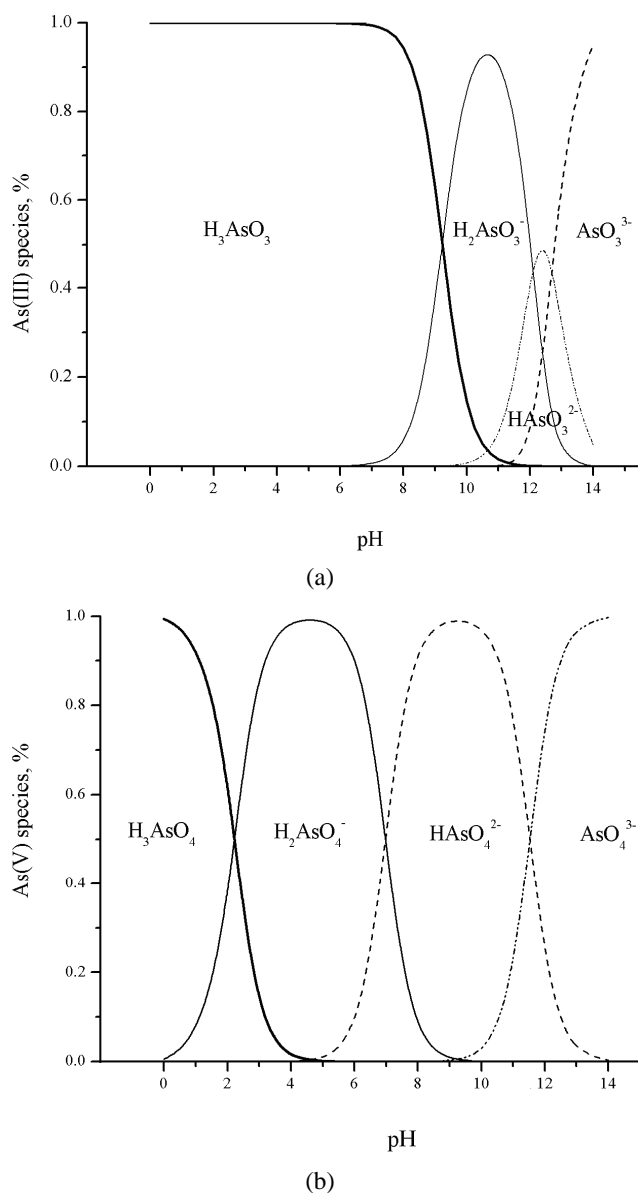 1.0
0.8
0.6
0.4
0.2
0.0
As(III) species, %
H₃AsO₃
H₂AsO₃⁻
AsO₃³⁻
HAsO₃²⁻
0 2 4 6 8 10 12 14
pH
(a)
1.0
0.8
0.6
0.4
0.2
0.0
As(V) species, %
H₃AsO₄
H₂AsO₄⁻
HAsO₄²⁻
AsO₄³⁻
0 2 4 6 8 10 12 14
pH
(b)